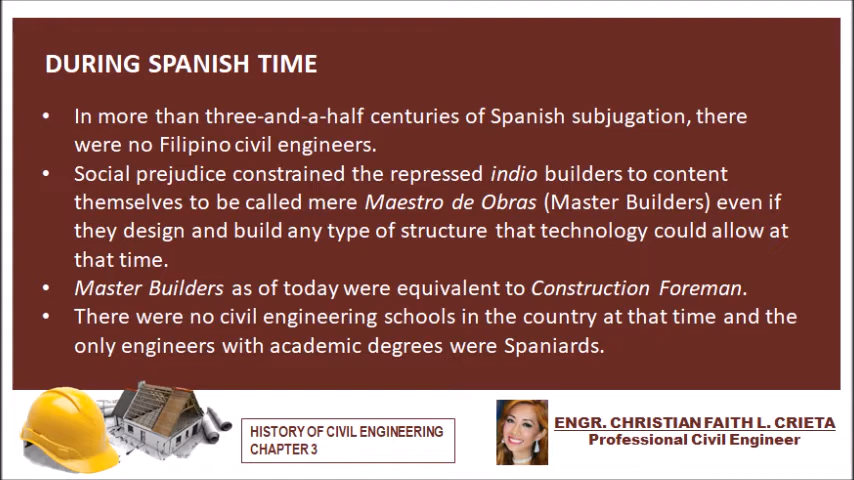 DURING SPANISH TIME
• In more than three-and-a-half centuries of Spanish subjugation, there
were no Filipino civil engineers.
• Social prejudice constrained the repressed indio builders to content
themselves to be called mere Maestro de Obras (Master Builders) even if
they design and build any type of structure that technology could allow at
that time.
• Master Builders as of today were equivalent to Construction Foreman.
• There were no civil engineering schools in the country at that time and the
only engineers with academic degrees were Spaniards.
HISTORY OF CIVIL ENGINEERING
CHAPTER 3
ENGR. CHRISTIAN FAITH L. CRIETA
Professional Civil Engineer